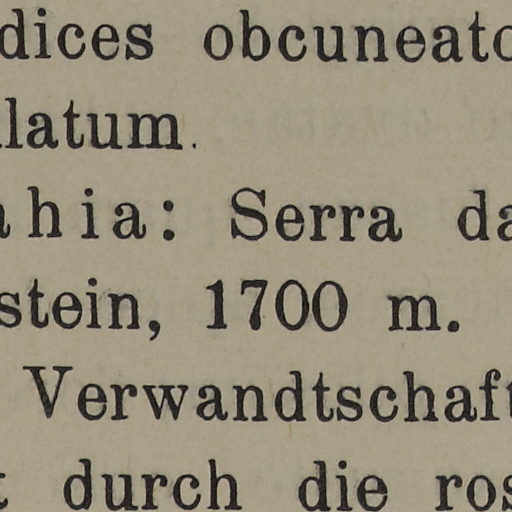 dices obcuneato
latum.
ahia: Serra da
stein, 1700 m.
Verwandtschaft
t durch die ros